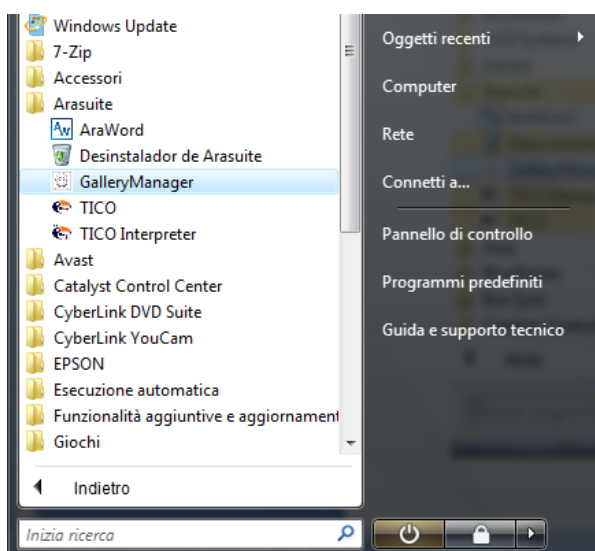 Windows Update
7-Zip
Accessori
Arasuite
AraWord
Desinstalador de Arasuite
GalleryManager
TICO
TICO Interpreter
Avast
Catalyst Control Center
CyberLink DVD Suite
CyberLink YouCam
EPSON
Esecuzione automatica
Funzionalità aggiuntive e aggiornament
Giochi
Indietro
Inizia ricerca
Oggetti recenti
Computer
Rete
Connetti a...
Pannello di controllo
Programmi predefiniti
Guida e supporto tecnico